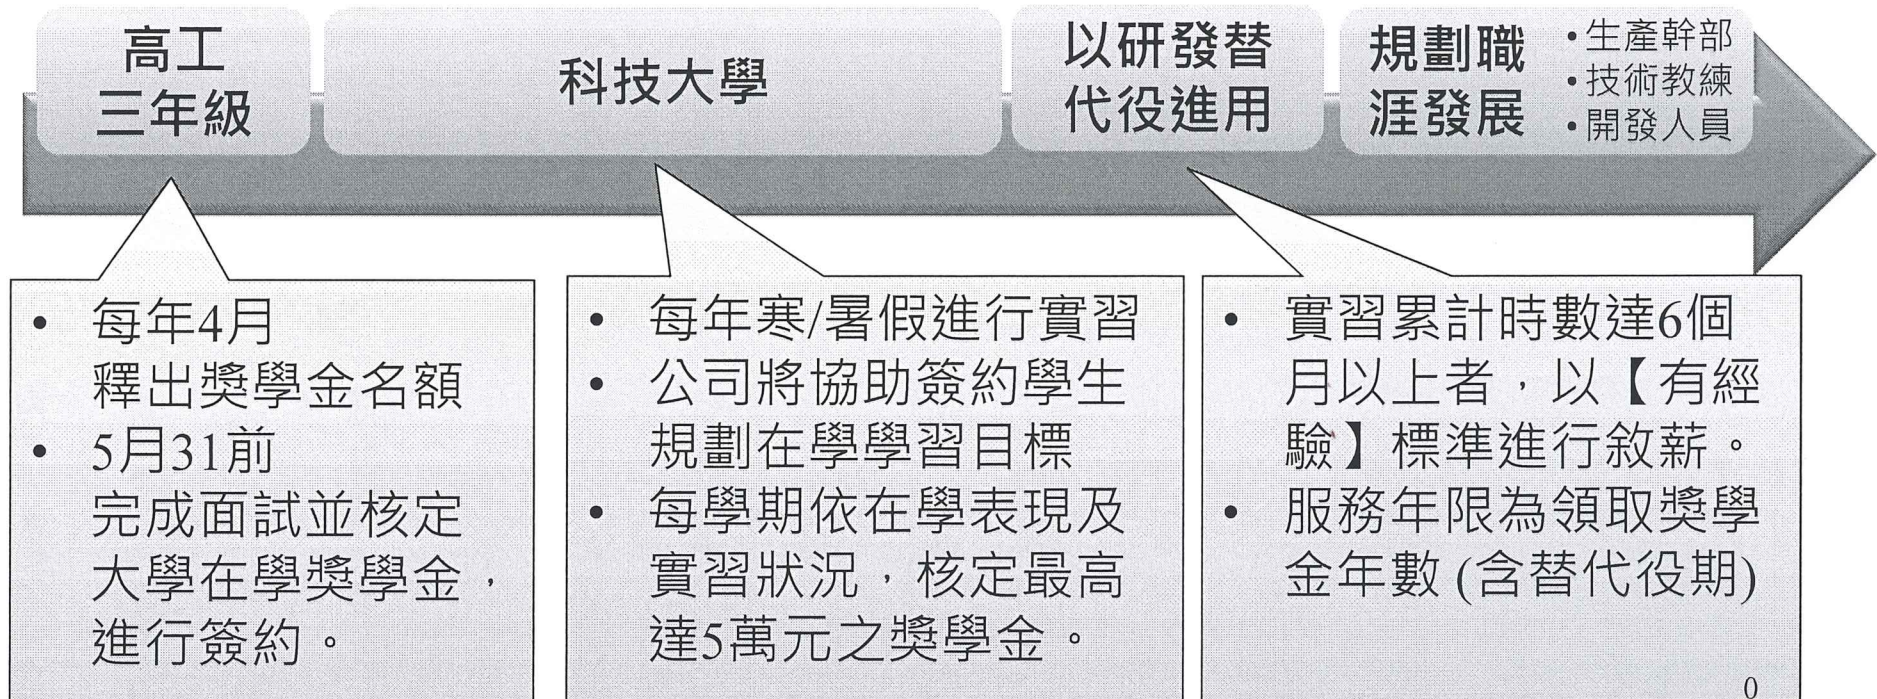 高工
三年級
科技大學
以研發替
代役進用
規劃職
涯發展
•生產幹部
•技術教練
•開發人員
• 每年4月
釋出獎學金名額
• 5月31前
完成面試並核定
大學在學獎學金，
進行簽約。
• 每年寒/暑假進行實習
• 公司將協助簽約學生
規劃在學學習目標
• 每學期依在學表現及
實習狀況，核定最高
達5萬元之獎學金。
• 實習累計時數達6個
月以上者，以【有經
驗】標準進行敘薪。
• 服務年限為領取獎學
金年數 (含替代役期)
0